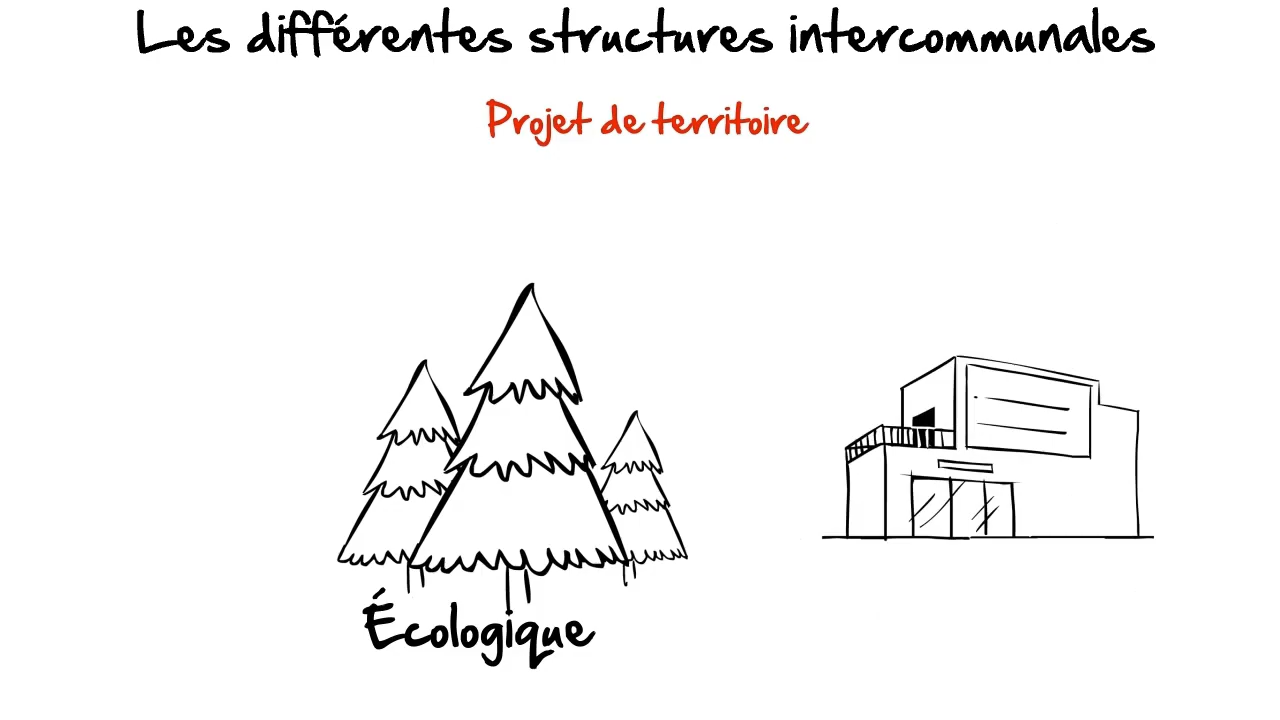 Les différentes structures intercommunales
Projet de territoire
Écologique